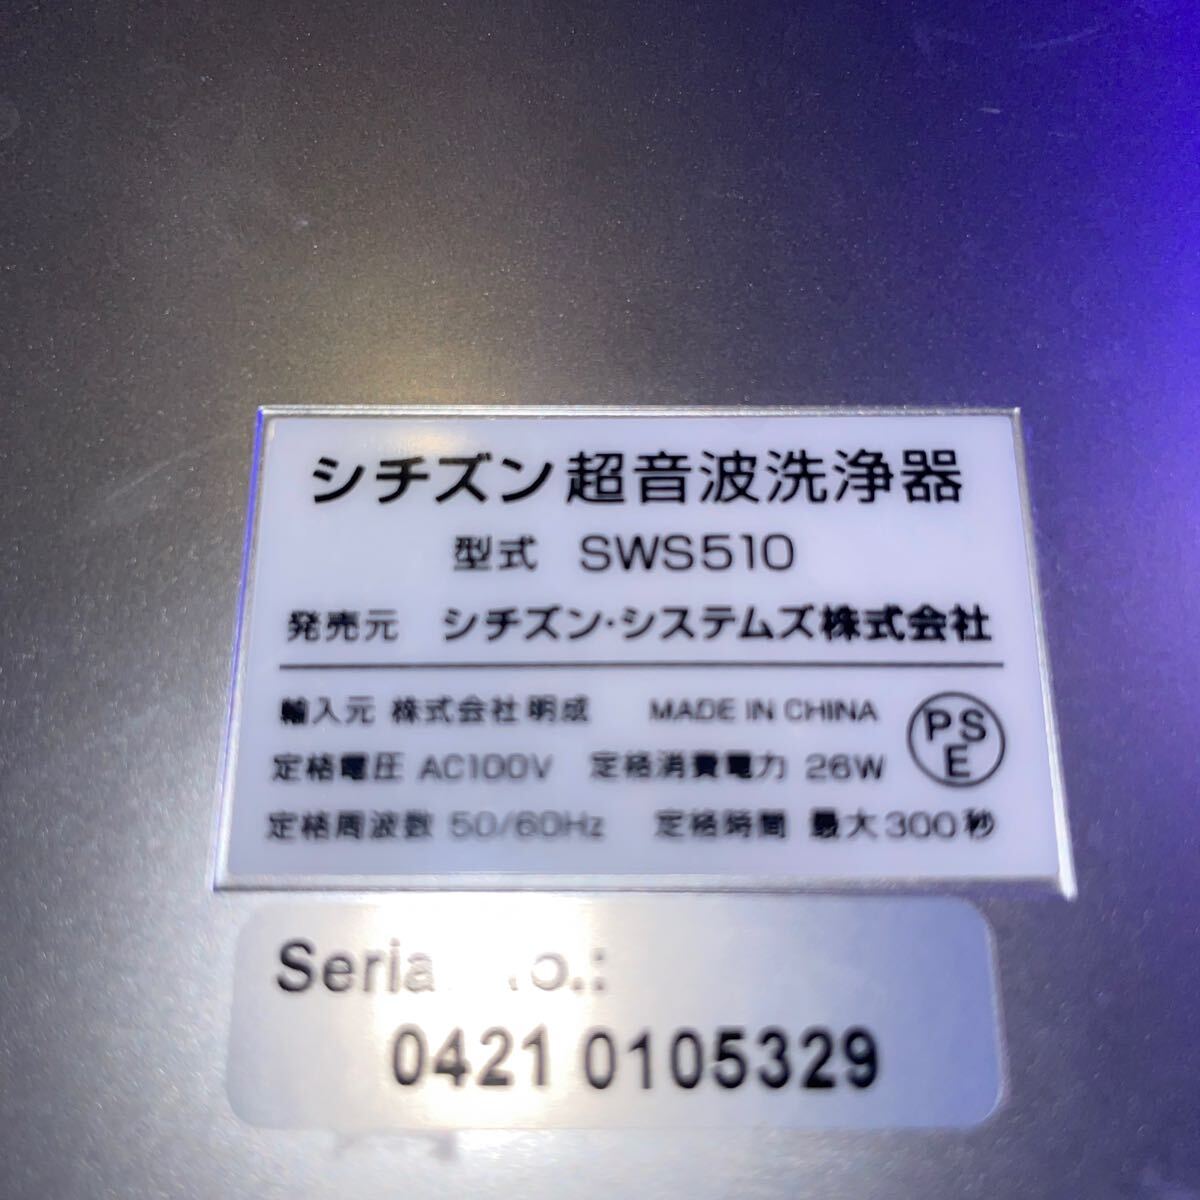 シチズン 超音波洗浄器
型式 SWS510
発売元 シチズン・システムズ株式会社
輸入元 株式会社明成 MADE IN CHINA
PSE
定格電圧 AC100V 定格消費電力 26W
定格周波数 50/60Hz 定格時間 最大300秒
Serial No.:
0421 0105329